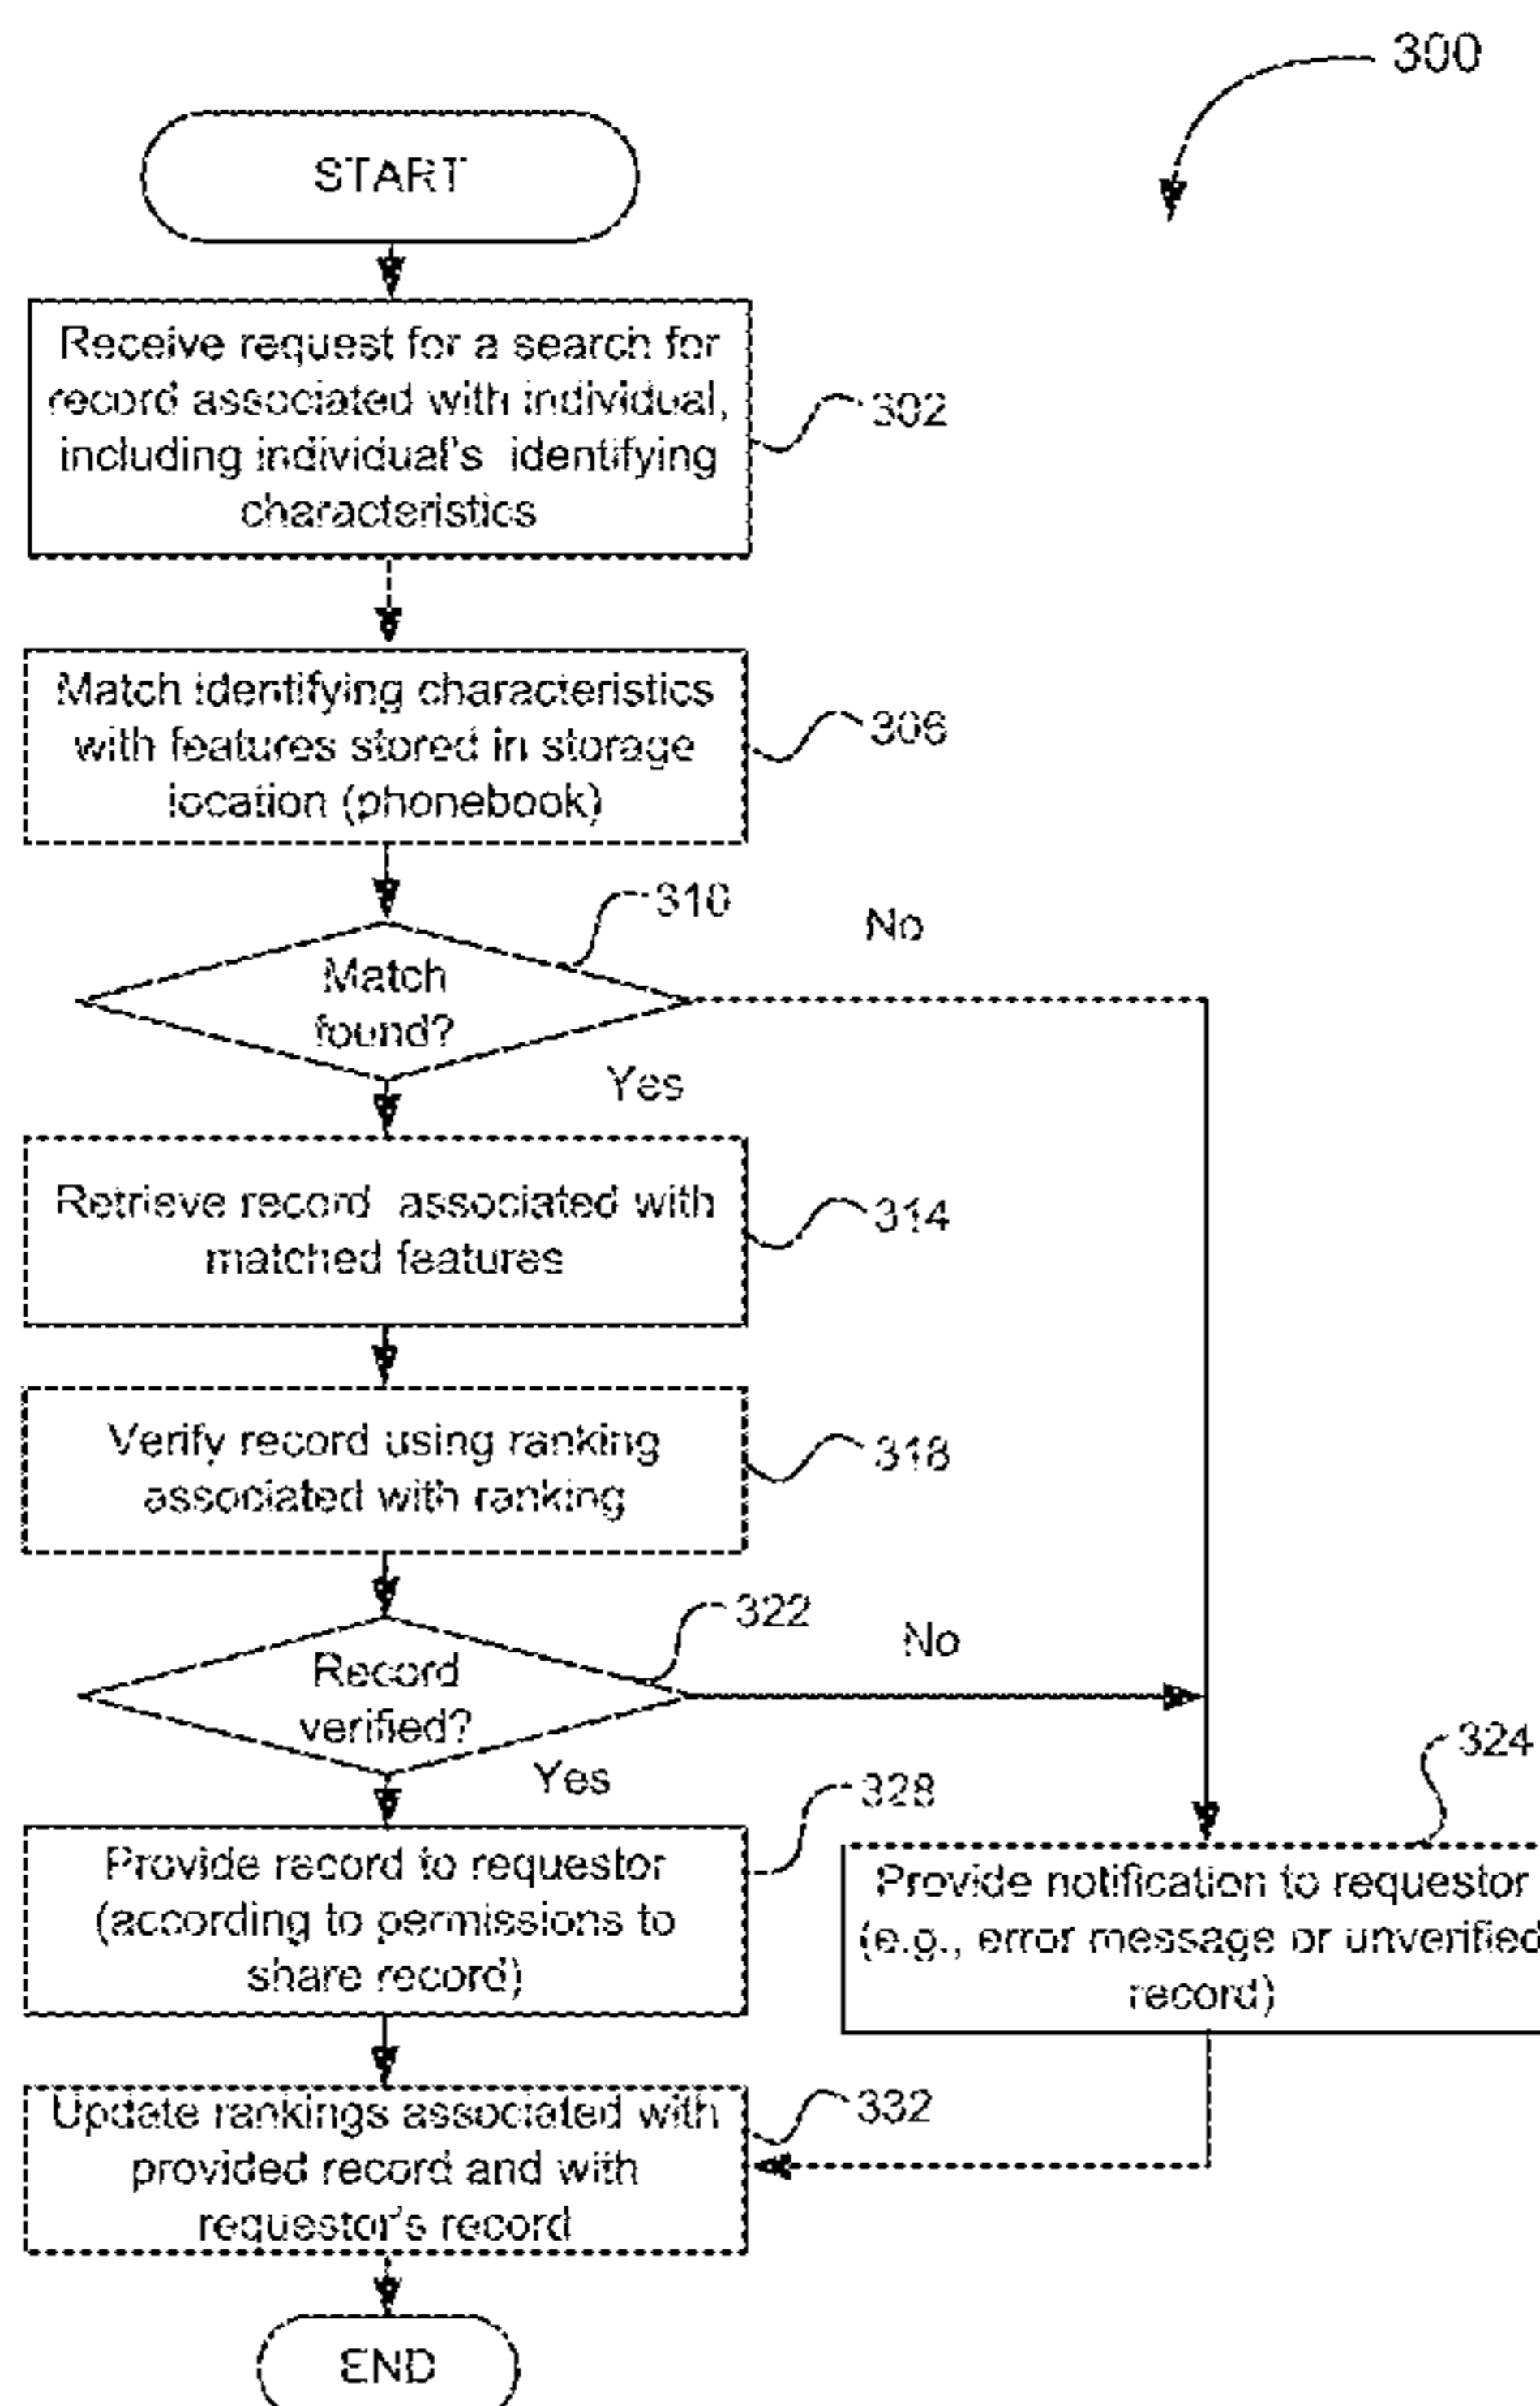 300
START
Receive request for a search for
record associated with individual,
including individual's identifying
characteristics
302
Match identifying characteristics
with features stored in storage
location (phonebook)
306
310
No
Match
found?
Yes
Retrieve record associated with
matched features
314
Verify record using ranking
associated with ranking
318
322
No
Record
verified?
Yes
328
324
Provide record to requestor
(according to permissions to
share record)
Provide notification to requestor
(e.g., error message or unverified
record)
Update rankings associated with
provided record and with
requestor's record
332
END